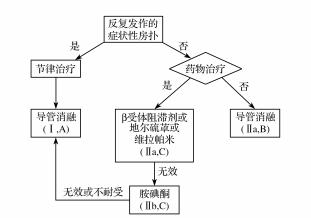 反复发作的
症状性房扑
是
否
节律治疗
药物治疗
是
否
导管消融
(Ⅰ,A)
β受体阻滞剂或
地尔硫䓬或
维拉帕米
(Ⅱa,C)
导管消融
(Ⅱa,B)
无效
无效或不耐受
胺碘酮
(Ⅱb,C)